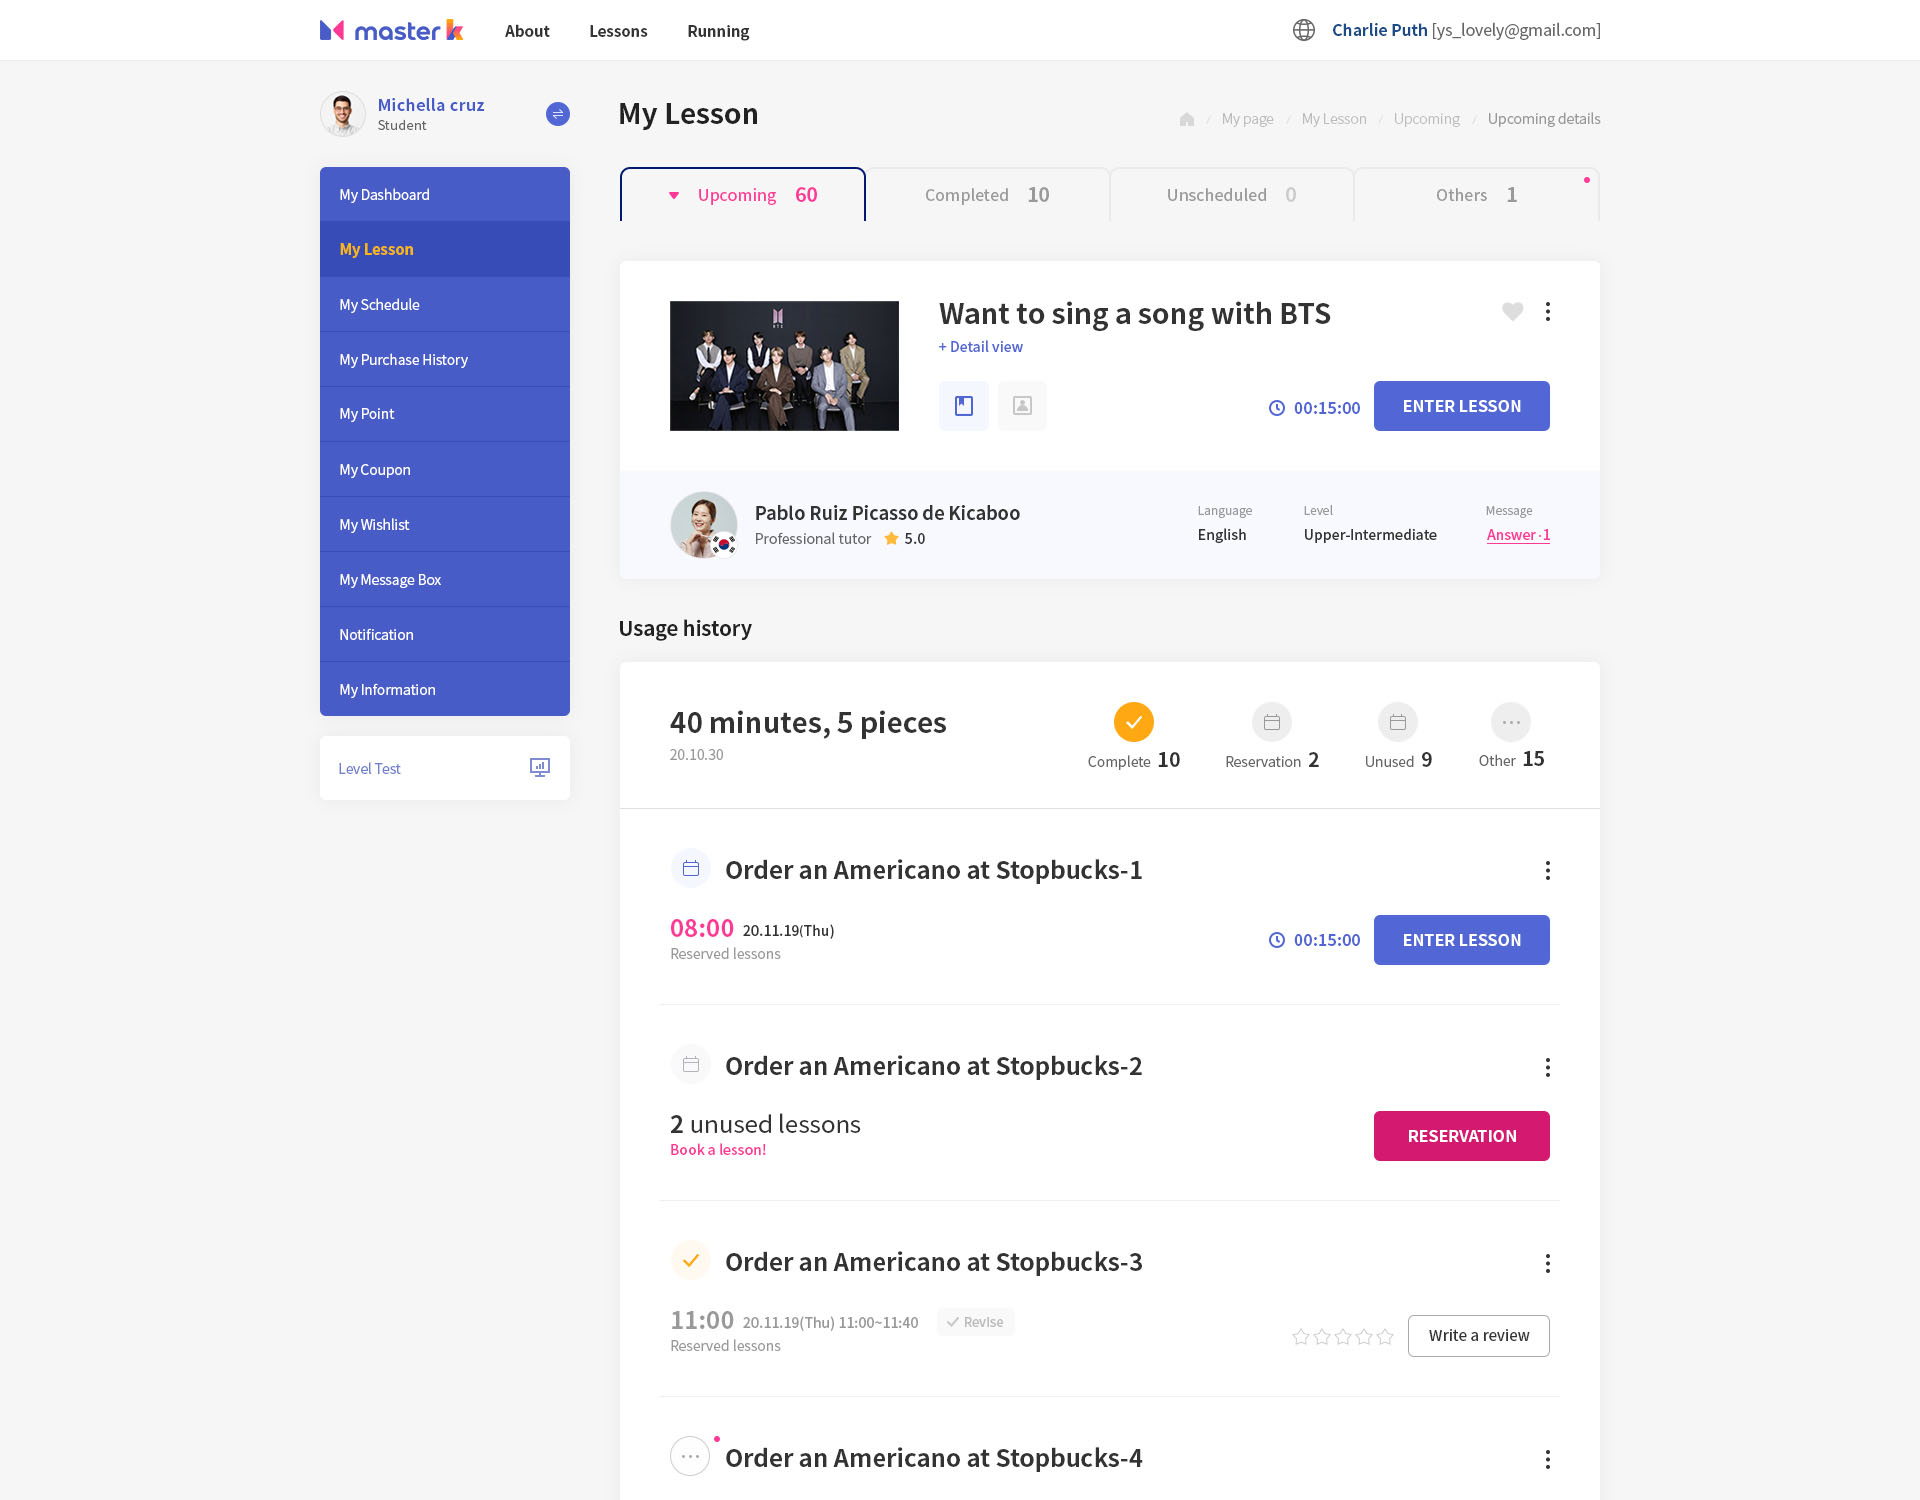 master k
About
Lessons
Running
Charlie Puth [ys_lovely@gmail.com]
Michella cruz
Student
My Dashboard
My Lesson
My Schedule
My Purchase History
My Point
My Coupon
My Wishlist
My Message Box
Notification
My Information
Level Test
My Lesson
/ My page / My Lesson / Upcoming / Upcoming details
Upcoming 60
Completed 10
Unscheduled 0
Others 1
BTS
Want to sing a song with BTS
+ Detail view
00:15:00
ENTER LESSON
Pablo Ruiz Picasso de Kicaboo
Professional tutor 5.0
Language
English
Level
Upper-Intermediate
Message
Answer·1
Usage history
40 minutes, 5 pieces
20.10.30
Complete 10
Reservation 2
Unused 9
Other 15
Order an Americano at Stopbucks-1
08:00 20.11.19(Thu)
Reserved lessons
00:15:00
ENTER LESSON
Order an Americano at Stopbucks-2
2 unused lessons
Book a lesson!
RESERVATION
Order an Americano at Stopbucks-3
11:00 20.11.19(Thu) 11:00~11:40
Revise
Reserved lessons
Write a review
Order an Americano at Stopbucks-4